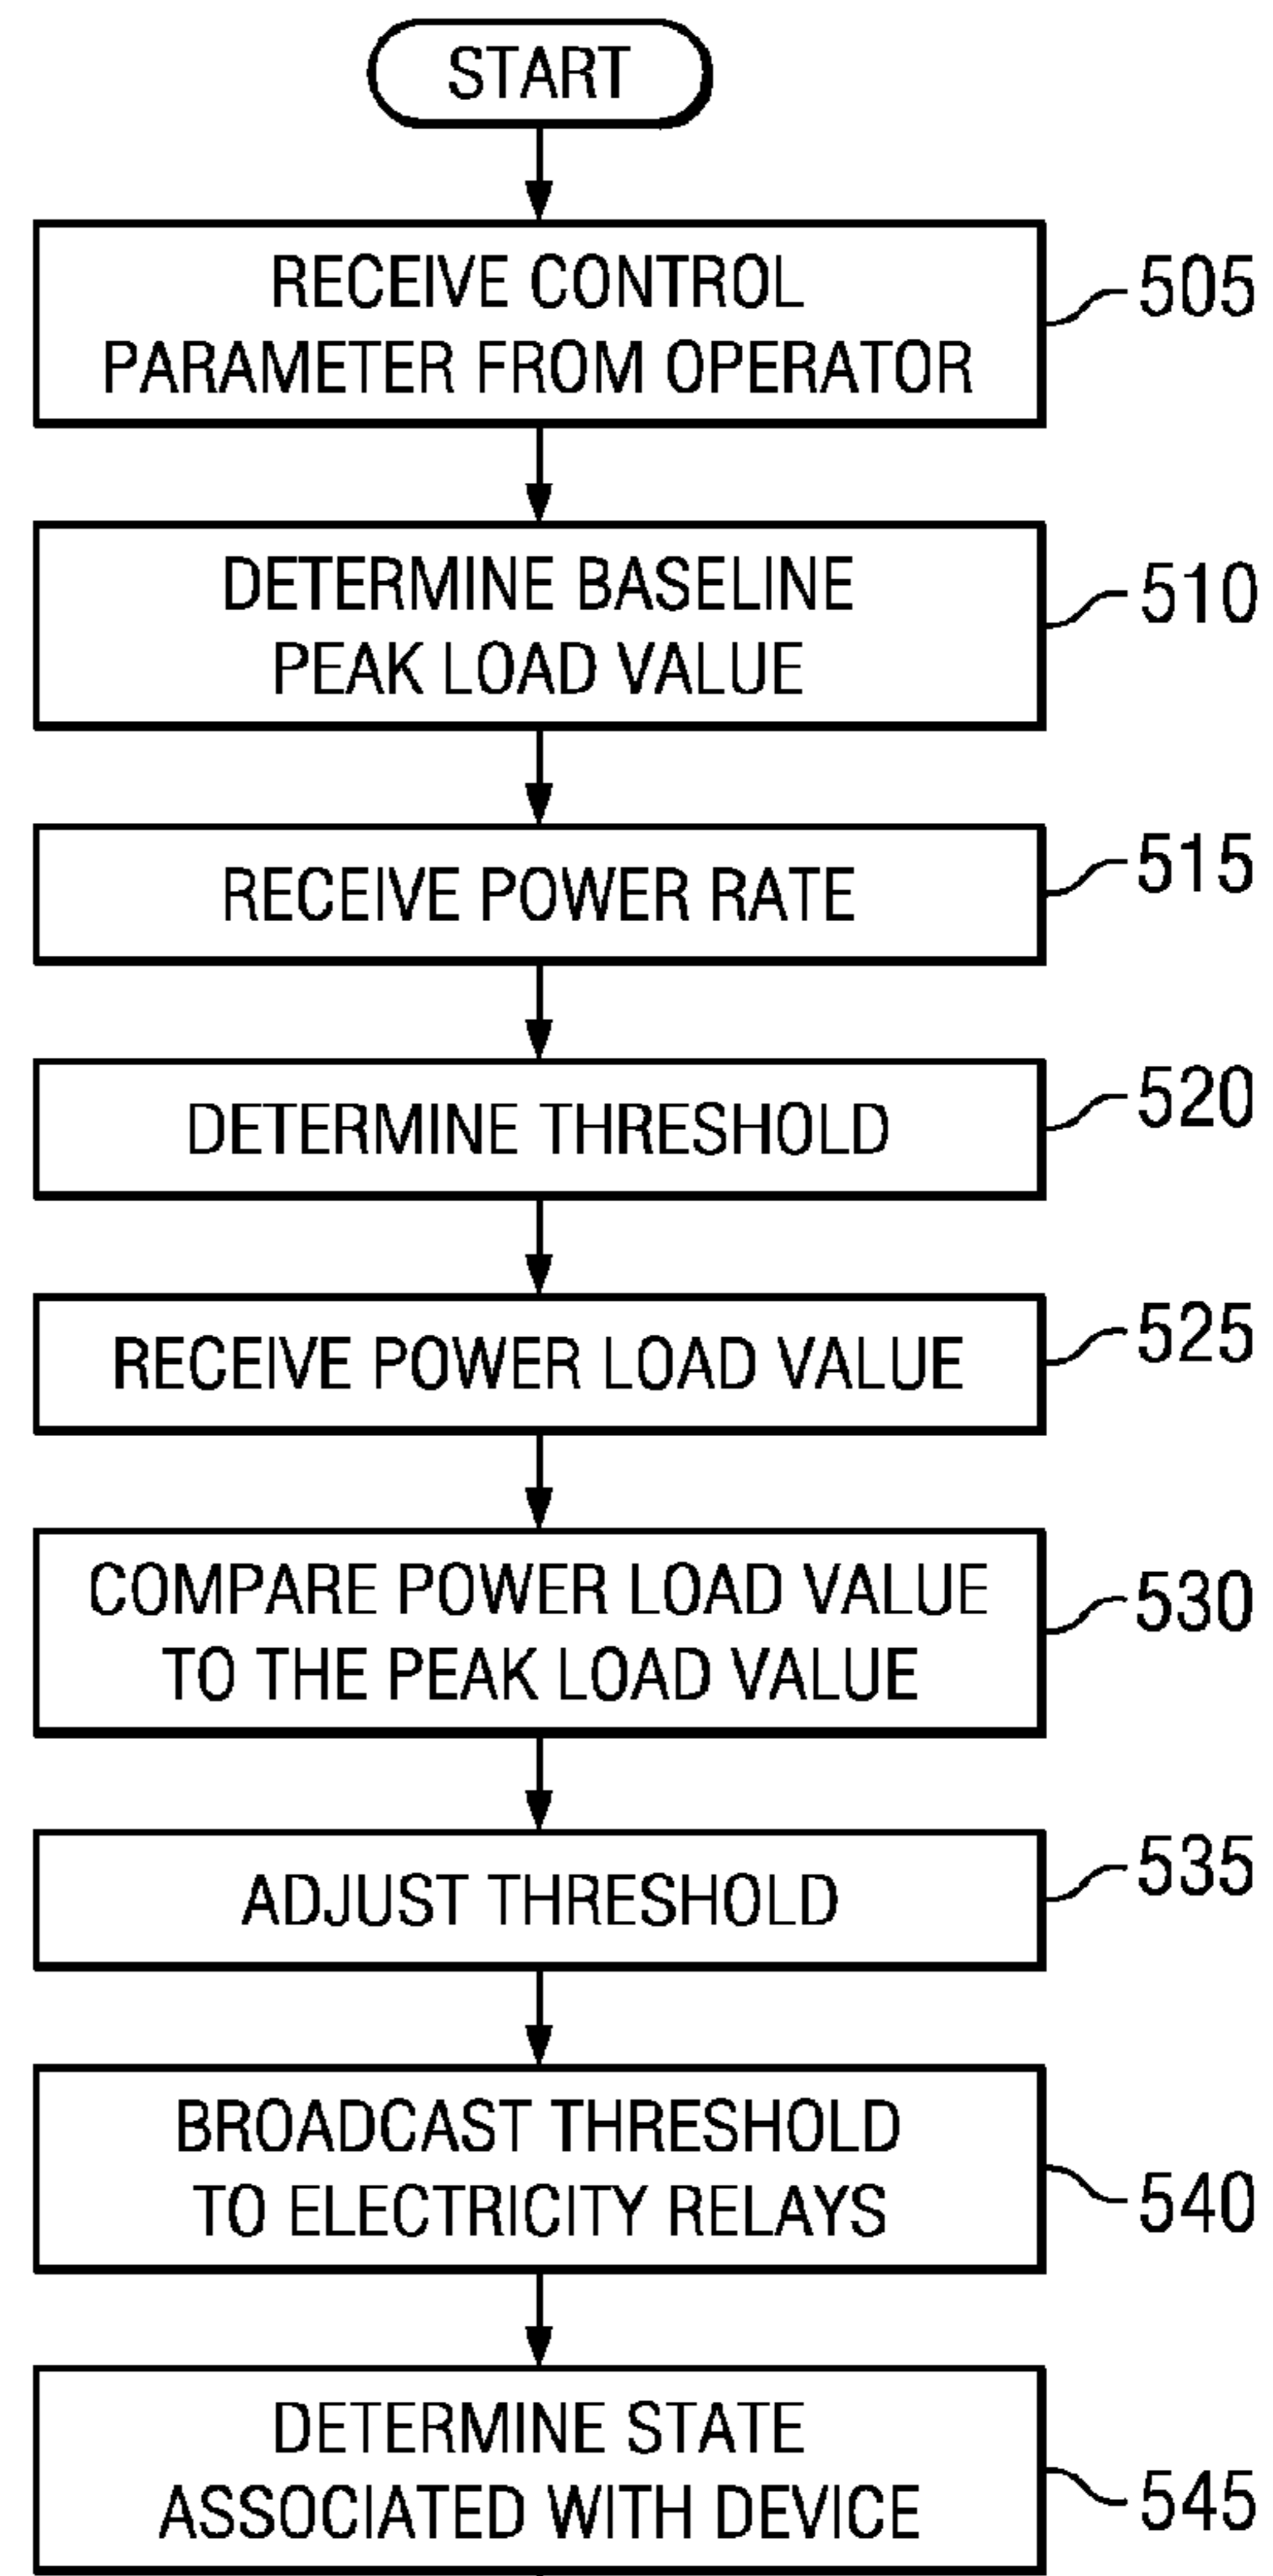 START
RECEIVE CONTROL
PARAMETER FROM OPERATOR
505
DETERMINE BASELINE
PEAK LOAD VALUE
510
RECEIVE POWER RATE
515
DETERMINE THRESHOLD
520
RECEIVE POWER LOAD VALUE
525
COMPARE POWER LOAD VALUE
TO THE PEAK LOAD VALUE
530
ADJUST THRESHOLD
535
BROADCAST THRESHOLD
TO ELECTRICITY RELAYS
540
DETERMINE STATE
ASSOCIATED WITH DEVICE
545